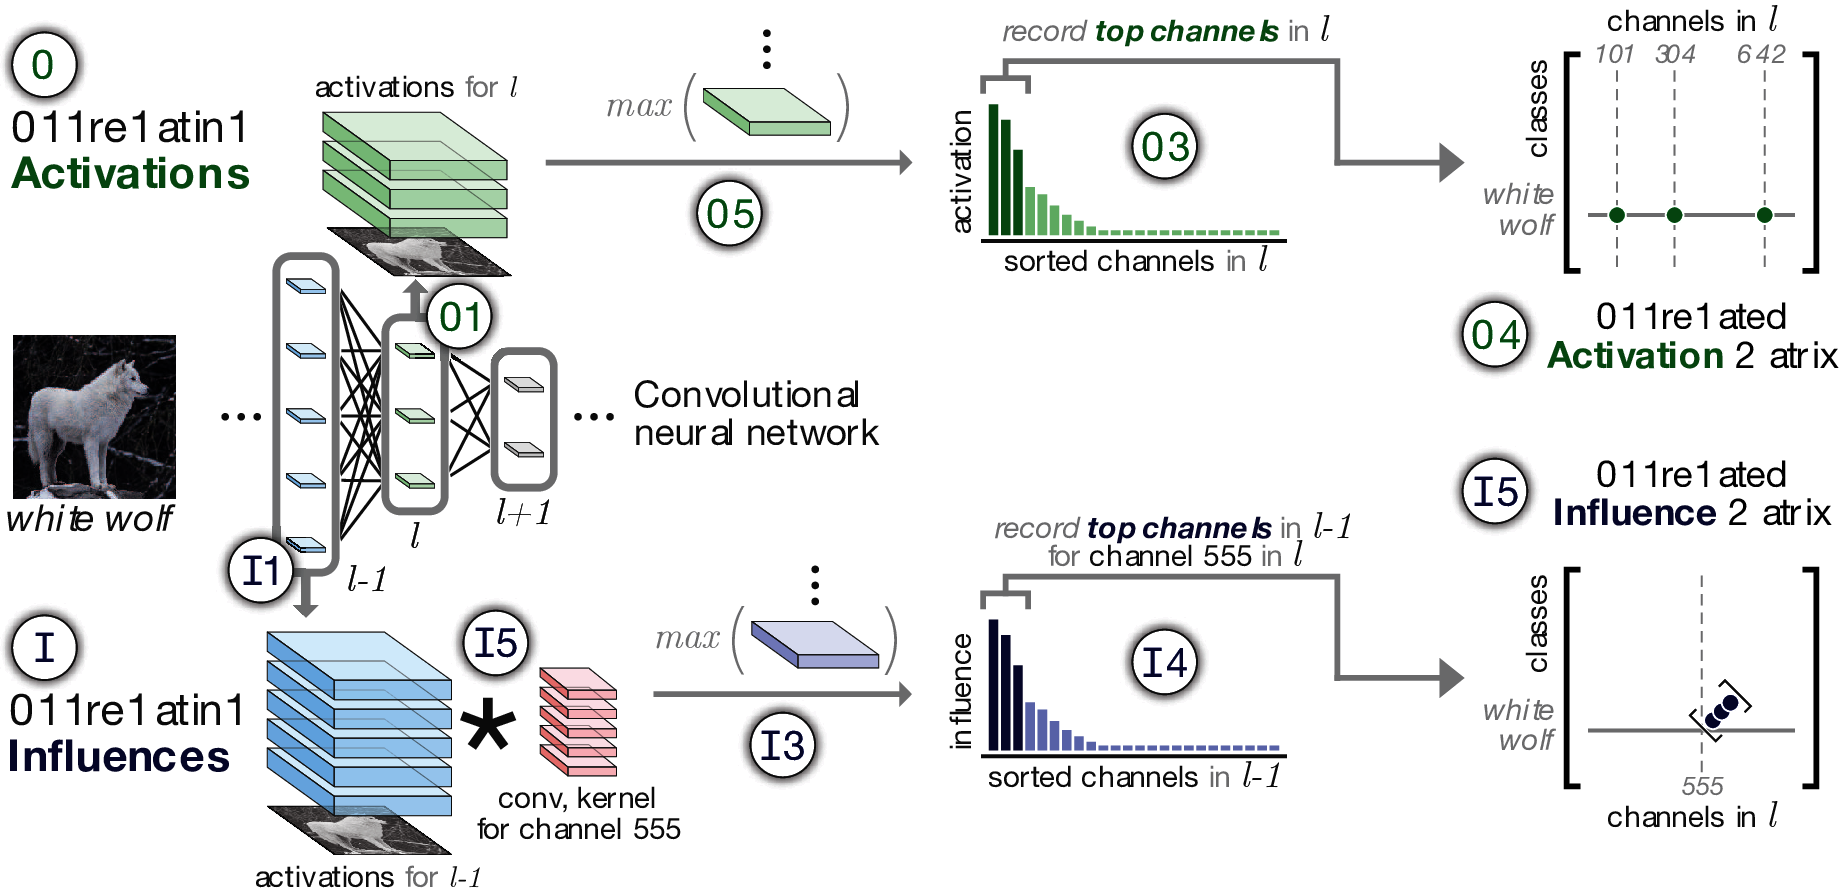 0
011re1atin1
Activations
activations for l
max ( )
05
01
record top channels in l
activation
03
sorted channels in l
channels in l
101 304 642
classes
white
wolf
04
011re1ated
Activation 2 atrix
white wolf
l-1
l
l+1
Convolutional
neural network
I1
I
011re1atin1
Influences
activations for l-1
I5
*
conv, kernel
for channel 555
max ( )
I3
record top channels in l-1
for channel 555 in l
influence
I4
sorted channels in l-1
I5
011re1ated
Influence 2 atrix
classes
white
wolf
555
channels in l